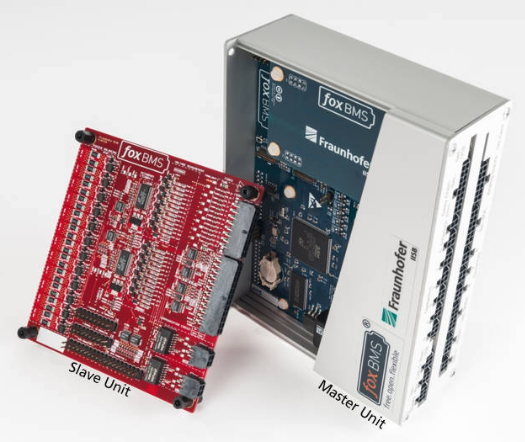 foxBMS
Slave Unit
foxBMS
foxBMS
Fraunhofer
IISB
Fraunhofer
IISB
foxBMS®
free.open.flexible
Master Unit